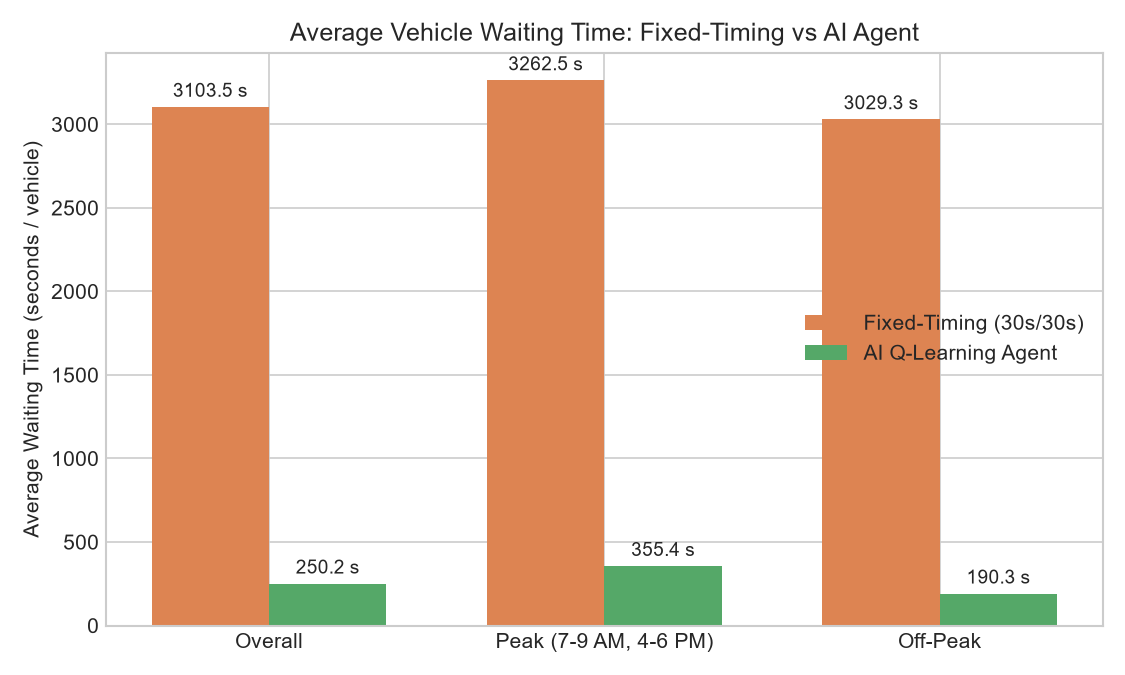 Average Vehicle Waiting Time: Fixed-Timing vs AI Agent
Average Waiting Time (seconds / vehicle)
3000
2500
2000
1500
1000
500
0
3103.5 s
250.2 s
3262.5 s
355.4 s
3029.3 s
190.3 s
Fixed-Timing (30s/30s)
AI Q-Learning Agent
Overall
Peak (7-9 AM, 4-6 PM)
Off-Peak